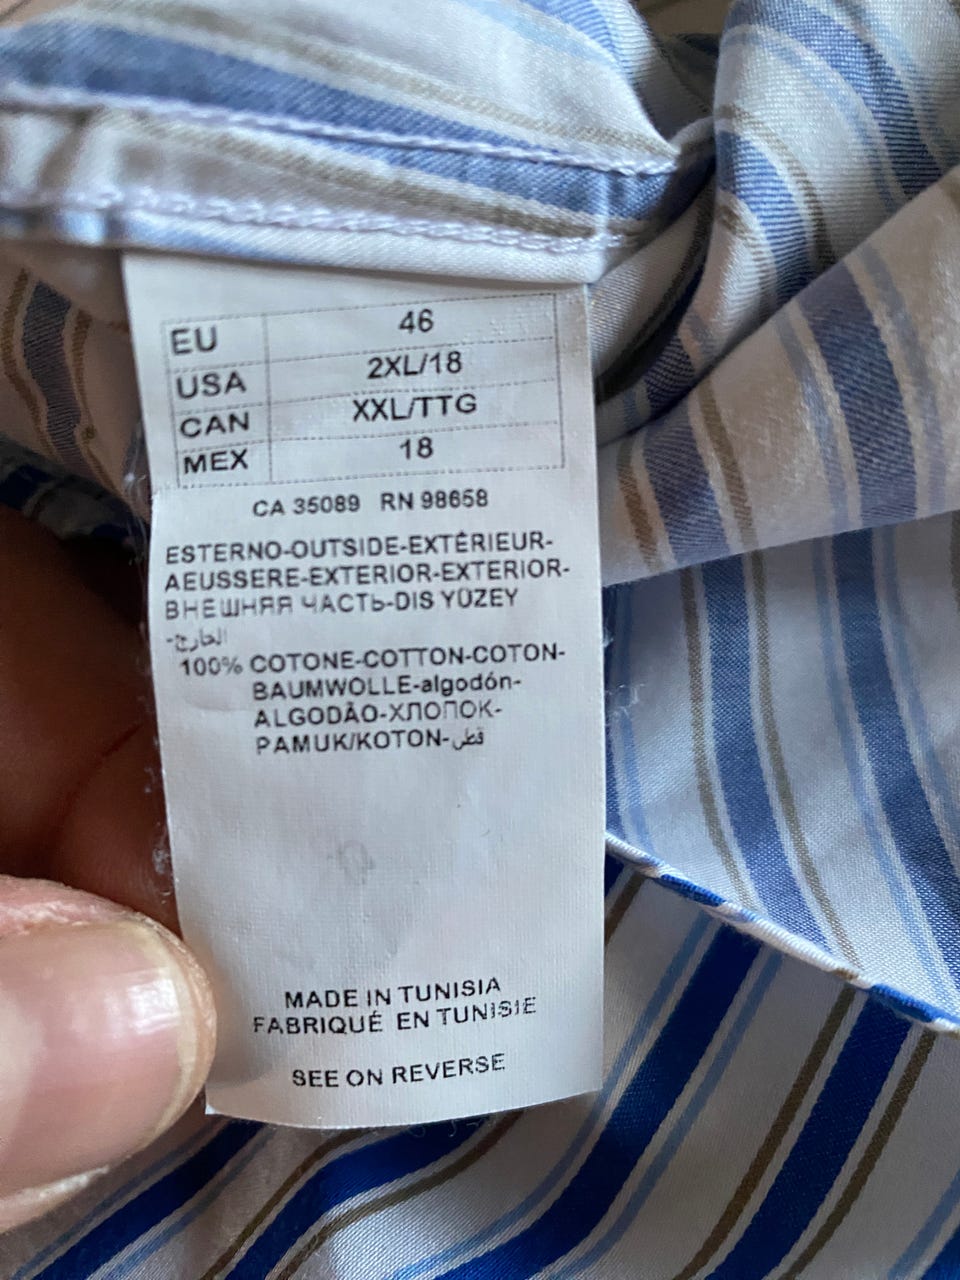 EU 46
USA 2XL/18
CAN XXL/TTG
MEX 18
CA 35089 RN 98658
ESTERNO-OUTSIDE-EXTÉRIEUR-
AEUSSERE-EXTERIOR-EXTERIOR-
ВНЕШНЯЯ ЧАСТЬ-DIS YÜZEY
-الخارج
100% COTONE-COTTON-COTON-
BAUMWOLLE-algodón-
ALGODÃO-ХЛОПОК-
PAMUK/KOTON-قطن
MADE IN TUNISIA
FABRIQUÉ EN TUNISIE
SEE ON REVERSE